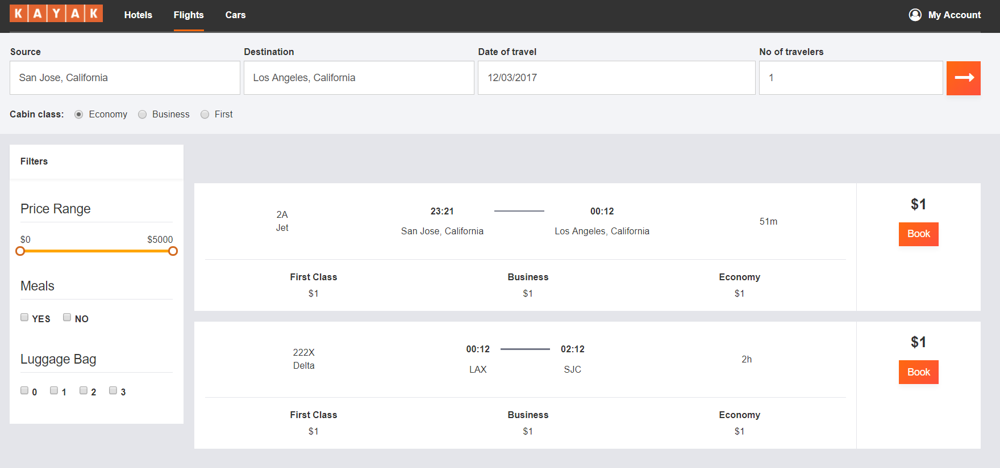 KAYAK Hotels Flights Cars My Account
Source Destination Date of travel No of travelers
San Jose, California Los Angeles, California 12/03/2017 1
Cabin class: Economy Business First
Filters
Price Range
$0 $5000
Meals
YES NO
Luggage Bag
0 1 2 3
2A
Jet
23:21 00:12
San Jose, California Los Angeles, California
51m
First Class Business Economy
$1 $1 $1
$1
Book
222X
Delta
00:12 02:12
LAX SJC
2h
First Class Business Economy
$1 $1 $1
$1
Book